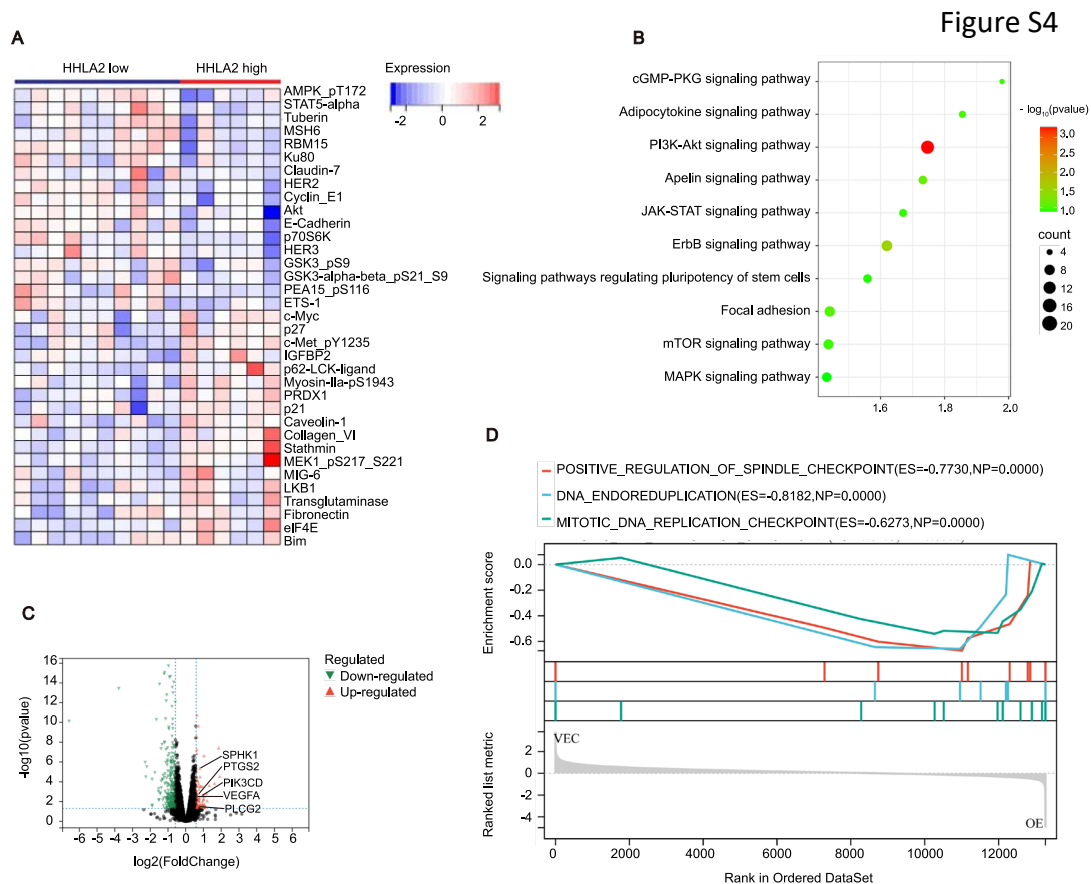 Figure S4
A
HHLA2 low
HHLA2 high
Expression
-2 0 2
AMPK_pT172
STAT5-alpha
Tuberin
MSH6
RBM15
Ku80
Claudin-7
HER2
Cyclin_E1
Akt
E-Cadherin
p70S6K
HER3
GSK3_pS9
GSK3-alpha-beta_pS21_S9
PEA15_pS116
ETS-1
c-Myc
p27
c-Met_pY1235
IGFBP2
p62-LCK-ligand
Myosin-IIa-pS1943
PRDX1
p21
Caveolin-1
Collagen_VI
Stathmin
MEK1_pS217_S221
MIG-6
LKB1
Transglutaminase
Fibronectin
eIF4E
Bim
B
cGMP-PKG signaling pathway
Adipocytokine signaling pathway
PI3K-Akt signaling pathway
Apelin signaling pathway
JAK-STAT signaling pathway
ErbB signaling pathway
Signaling pathways regulating pluripotency of stem cells
Focal adhesion
mTOR signaling pathway
MAPK signaling pathway
1.6 1.8 2.0
- log10(pvalue)
3.0
2.5
2.0
1.5
1.0
count
4
8
12
16
20
C
Regulated
Down-regulated
Up-regulated
-log10(pvalue)
16
14
12
10
8
6
4
2
0
SPHK1
PTGS2
PIK3CD
VEGFA
PLCG2
-6 -5 -4 -3 -2 -1 0 1 2 3 4 5 6
log2(FoldChange)
D
POSITIVE_REGULATION_OF_SPINDLE_CHECKPOINT(ES=-0.7730,NP=0.0000)
DNA_ENDOREDUPLICATION(ES=-0.8182,NP=0.0000)
MITOTIC_DNA_REPLICATION_CHECKPOINT(ES=-0.6273,NP=0.0000)
Enrichment score
0.0
-0.2
-0.4
-0.6
Ranked list metric
2
0
-2
-4
VEC
OE
0 2000 4000 6000 8000 10000 12000
Rank in Ordered DataSet